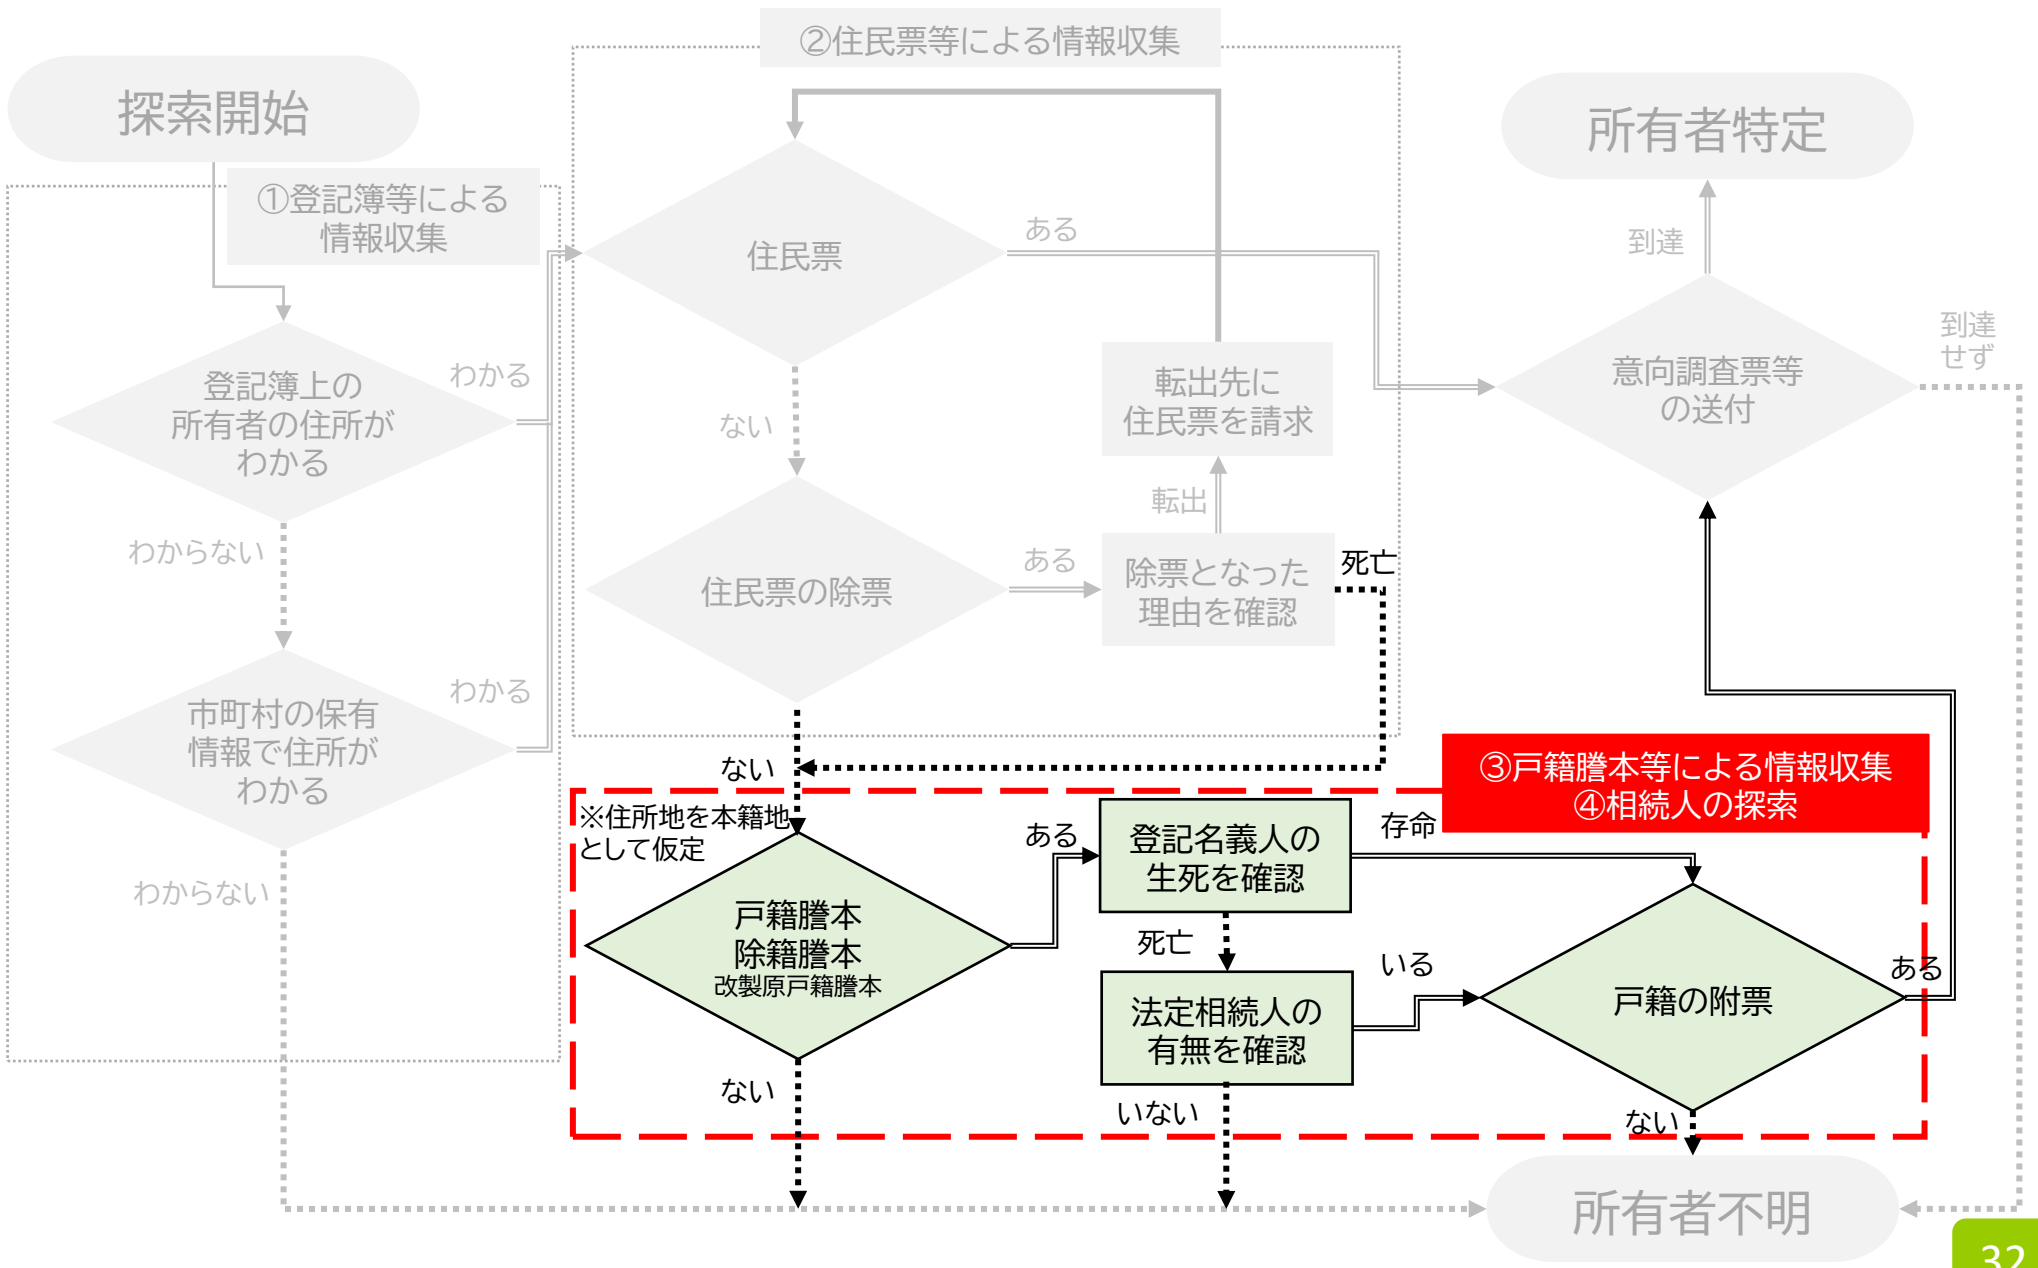 ②住民票等による情報収集
探索開始
所有者特定
①登記簿等による
情報収集
住民票
ある
到達
到達
せず
登記簿上の
所有者の住所が
わかる
わかる
ない
転出先に
住民票を請求
意向調査票等
の送付
転出
わからない
住民票の除票
ある
除票となった
理由を確認
死亡
市町村の保有
情報で住所が
わかる
わかる
ない
③戸籍謄本等による情報収集
④相続人の探索
※住所地を本籍地
として仮定
ある
登記名義人の
生死を確認
存命
わからない
戸籍謄本
除籍謄本
改製原戸籍謄本
死亡
いる
戸籍の附票
ある
法定相続人の
有無を確認
ない
いない
ない
所有者不明
32